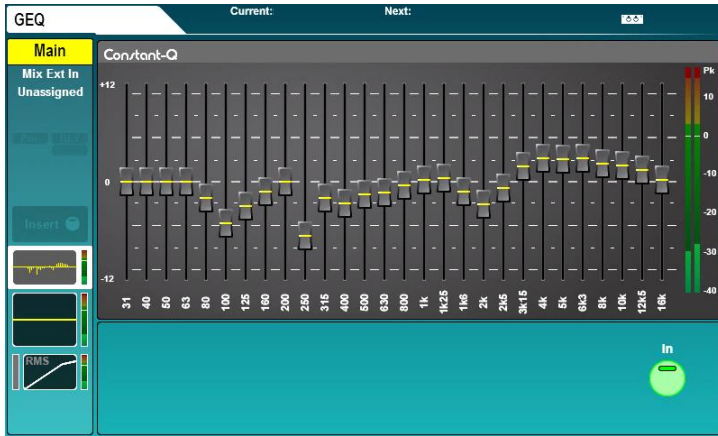 GEQ
Current:
Next:
Main
Mix Ext In
Unassigned
Insert
RMS
Constant-Q
+12
0
-12
31
40
50
63
80
100
125
160
200
250
315
400
500
630
800
1k
1k25
1k6
2k
2k5
3k15
4k
5k
6k3
8k
10k
12k5
16k
Pk
10
0
-10
-20
-30
-40
In